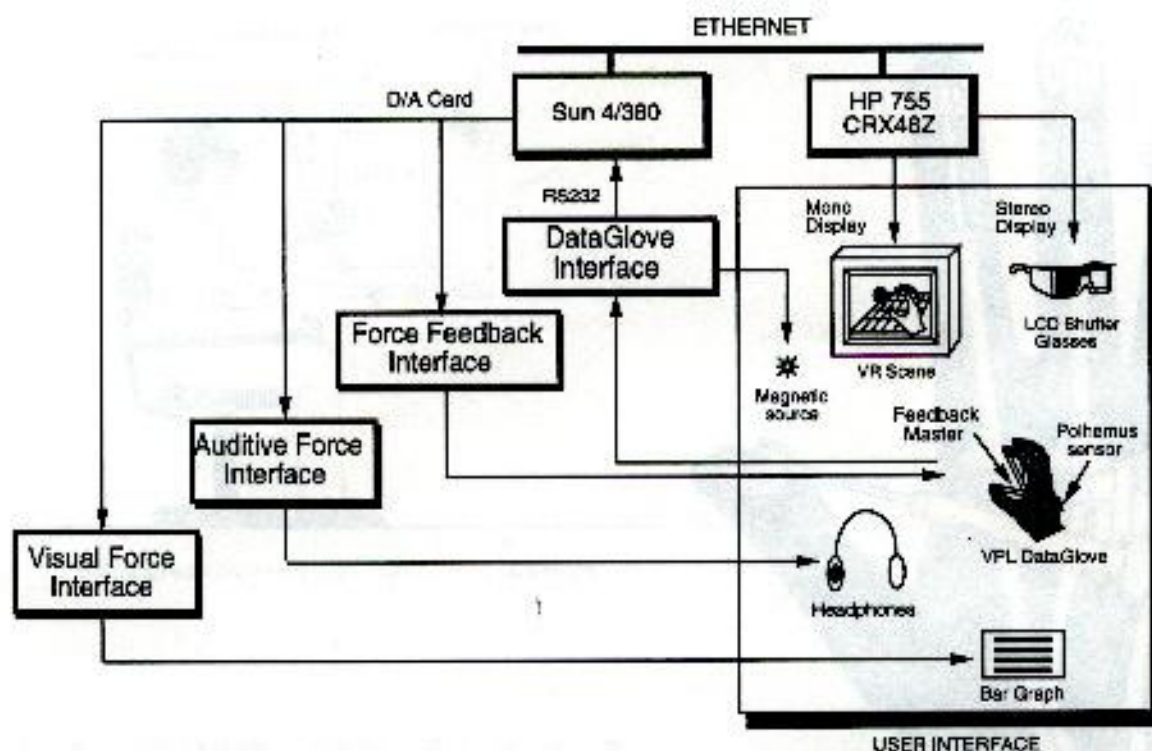 ETHERNET
D/A Card
Sun 4/380
HP 755
CRX48Z
RS232
Mono
Display
Stereo
Display
DataGlove
Interface
LCD Shutter
Glasses
Force Feedback
Interface
VR Scene
Magnetic
source
Feedback
Master
Polhemus
sensor
Auditive Force
Interface
Visual Force
Interface
VPL DataGlove
Headphones
Bar Graph
USER INTERFACE